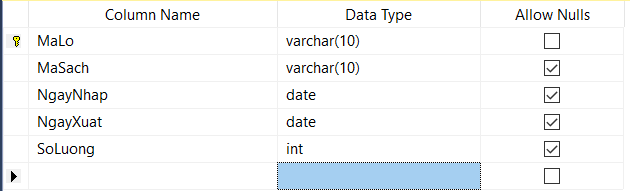 Column Name Data Type Allow Nulls
MaLo varchar(10)
MaSach varchar(10)
NgayNhap date
NgayXuat date
SoLuong int